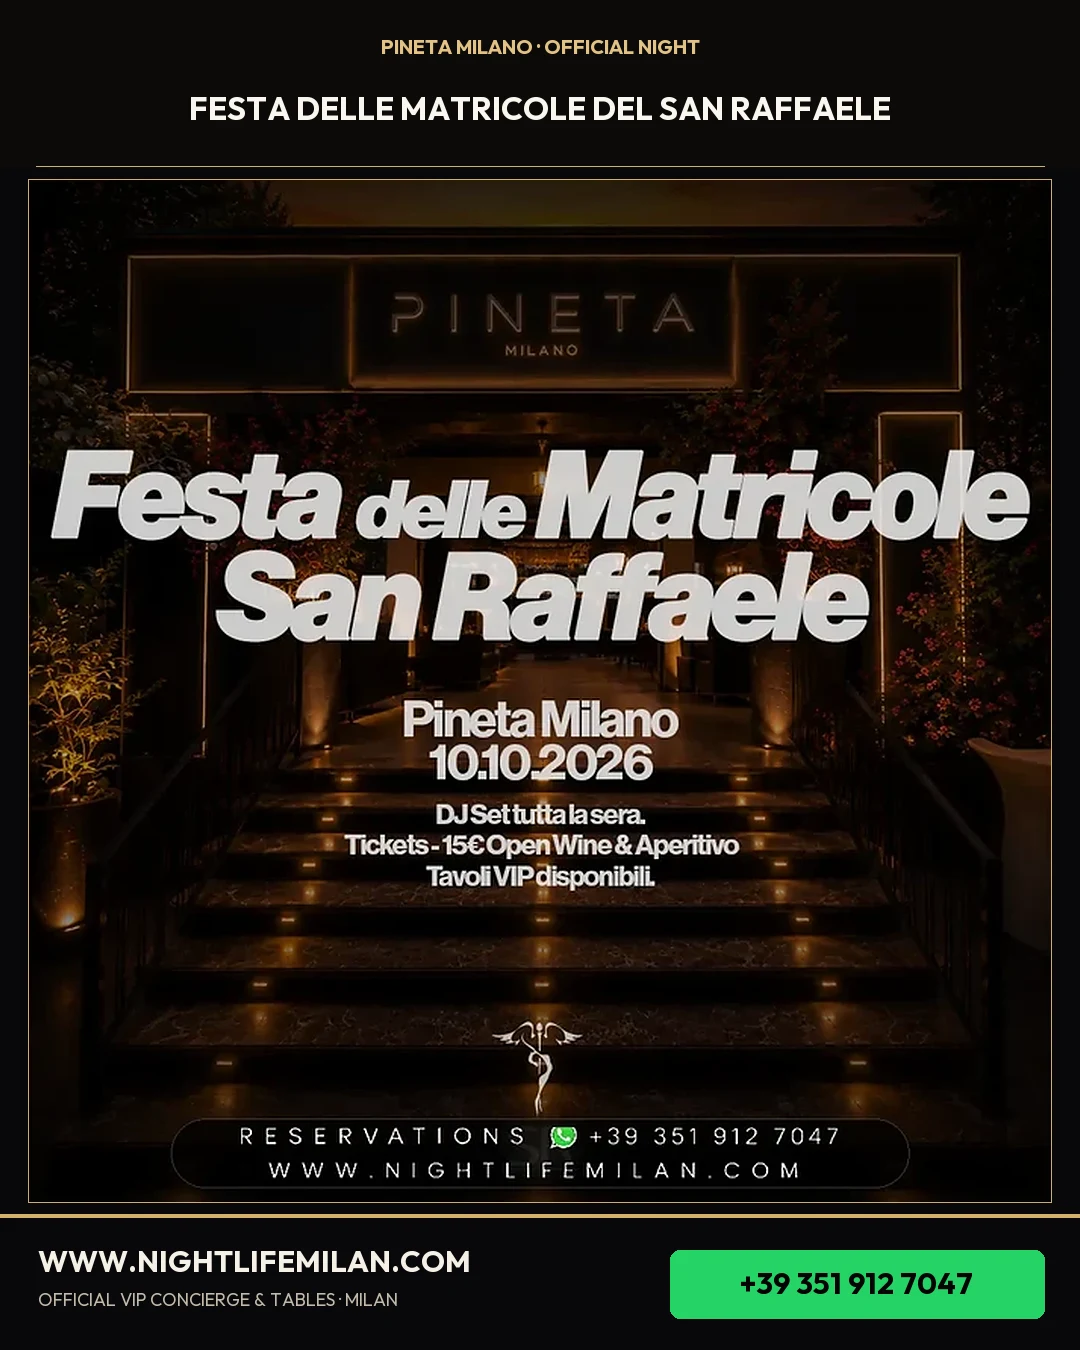 PINETA MILANO · OFFICIAL NIGHT
FESTA DELLE MATRICOLE DEL SAN RAFFAELE
PINETA
MILANO
Festa delle Matricole
San Raffaele
Pineta Milano
10.10.2026
DJ Set tutta la sera.
Tickets - 15€ Open Wine & Aperitivo
Tavoli VIP disponibili.
RESERVATIONS +39 351 912 7047
WWW.NIGHTLIFEMILAN.COM
WWW.NIGHTLIFEMILAN.COM
+39 351 912 7047
OFFICIAL VIP CONCIERGE & TABLES · MILAN